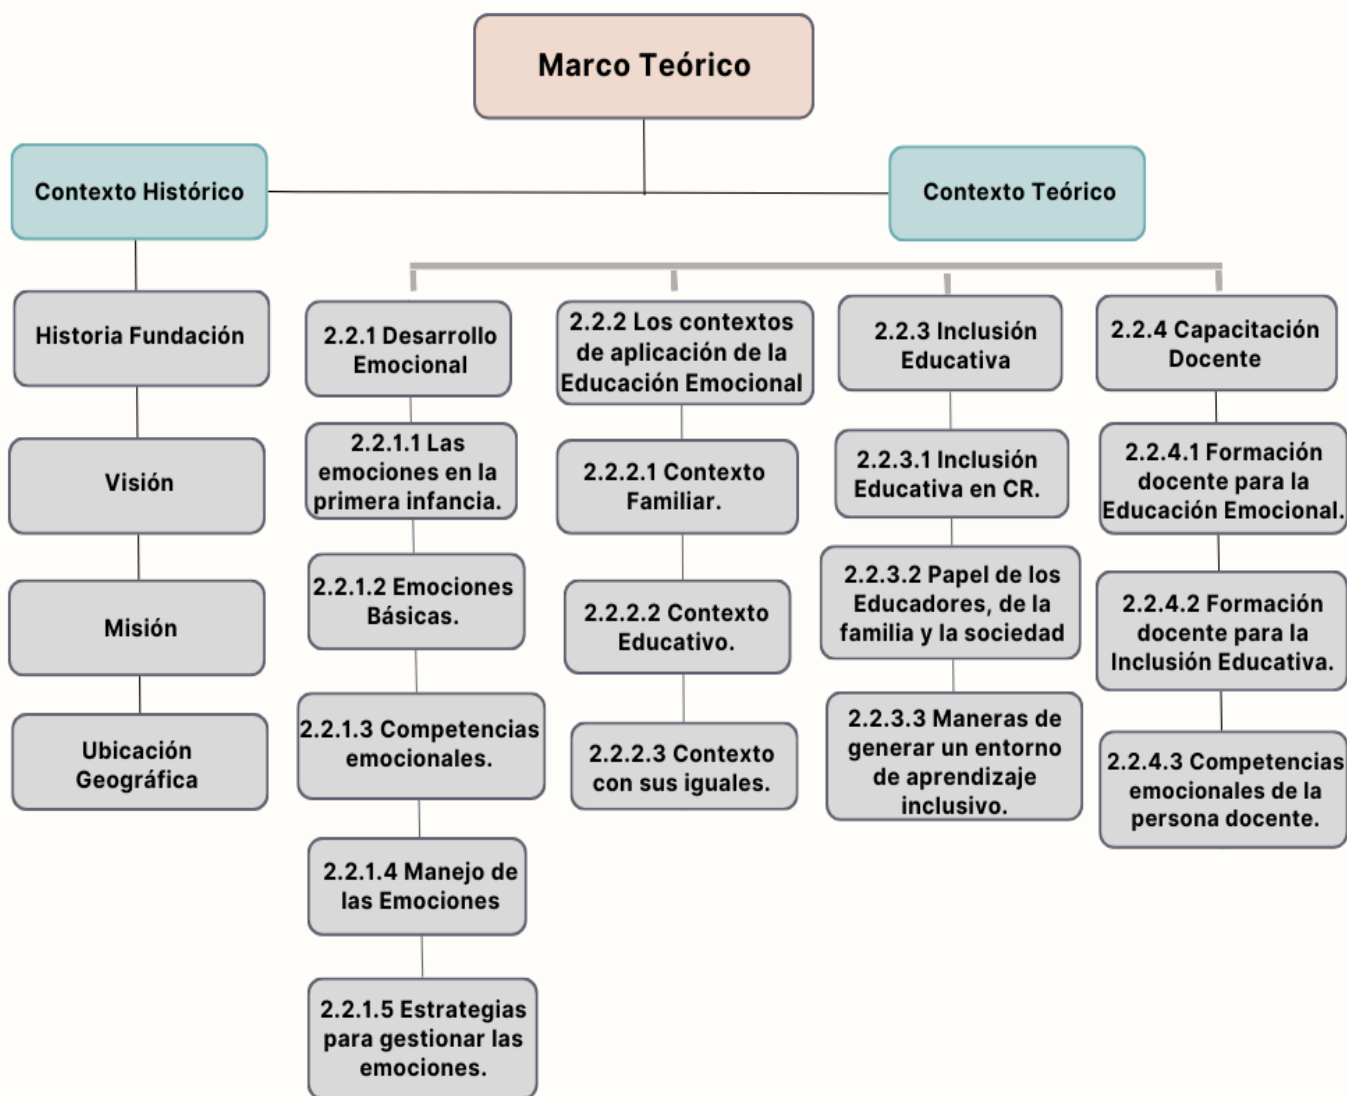 Marco Teórico
Contexto Histórico
Contexto Teórico
Historia Fundación
Visión
Misión
Ubicación
Geográfica
2.2.1 Desarrollo
Emocional
2.2.1.1 Las
emociones en la
primera infancia.
2.2.1.2 Emociones
Básicas.
2.2.1.3 Competencias
emocionales.
2.2.1.4 Manejo de
las Emociones
2.2.1.5 Estrategias
para gestionar las
emociones.
2.2.2 Los contextos
de aplicación de la
Educación Emocional
2.2.2.1 Contexto
Familiar.
2.2.2.2 Contexto
Educativo.
2.2.2.3 Contexto
con sus iguales.
2.2.3 Inclusión
Educativa
2.2.3.1 Inclusión
Educativa en CR.
2.2.3.2 Papel de los
Educadores, de la
familia y la sociedad
2.2.3.3 Maneras de
generar un entorno
de aprendizaje
inclusivo.
2.2.4 Capacitación
Docente
2.2.4.1 Formación
docente para la
Educación Emocional.
2.2.4.2 Formación
docente para la
Inclusión Educativa.
2.2.4.3 Competencias
emocionales de la
persona docente.